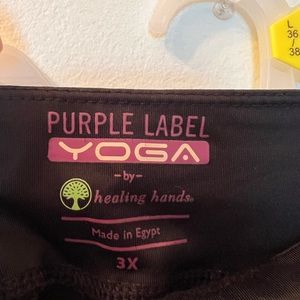 L
36
/
38
PURPLE LABEL
YOGA
-by-
healing hands®
Made in Egypt
3X